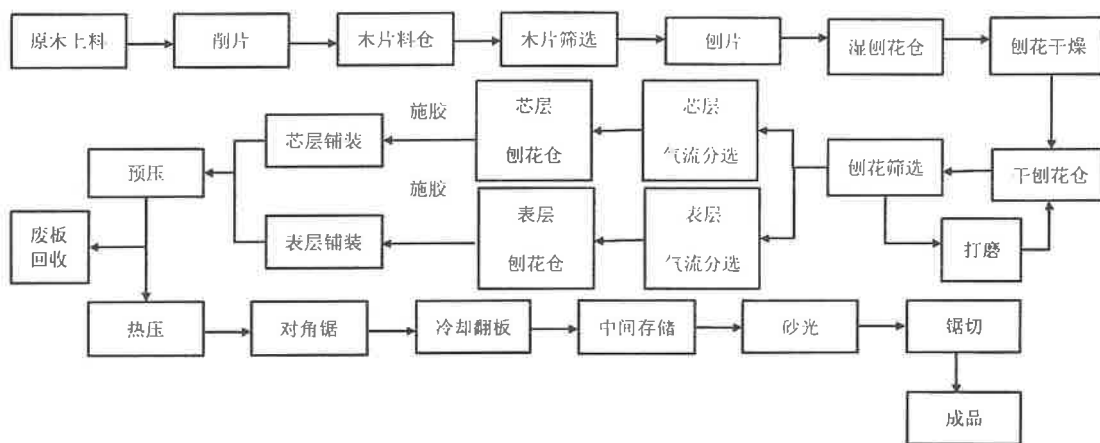 原木上料
削片
木片料仓
木片筛选
刨片
湿刨花仓
刨花干燥
干刨花仓
刨花筛选
打磨
芯层
气流分选
芯层
刨花仓
施胶
芯层铺装
表层
气流分选
表层
刨花仓
施胶
表层铺装
预压
废板
回收
热压
对角锯
冷却翻板
中间存储
砂光
锯切
成品